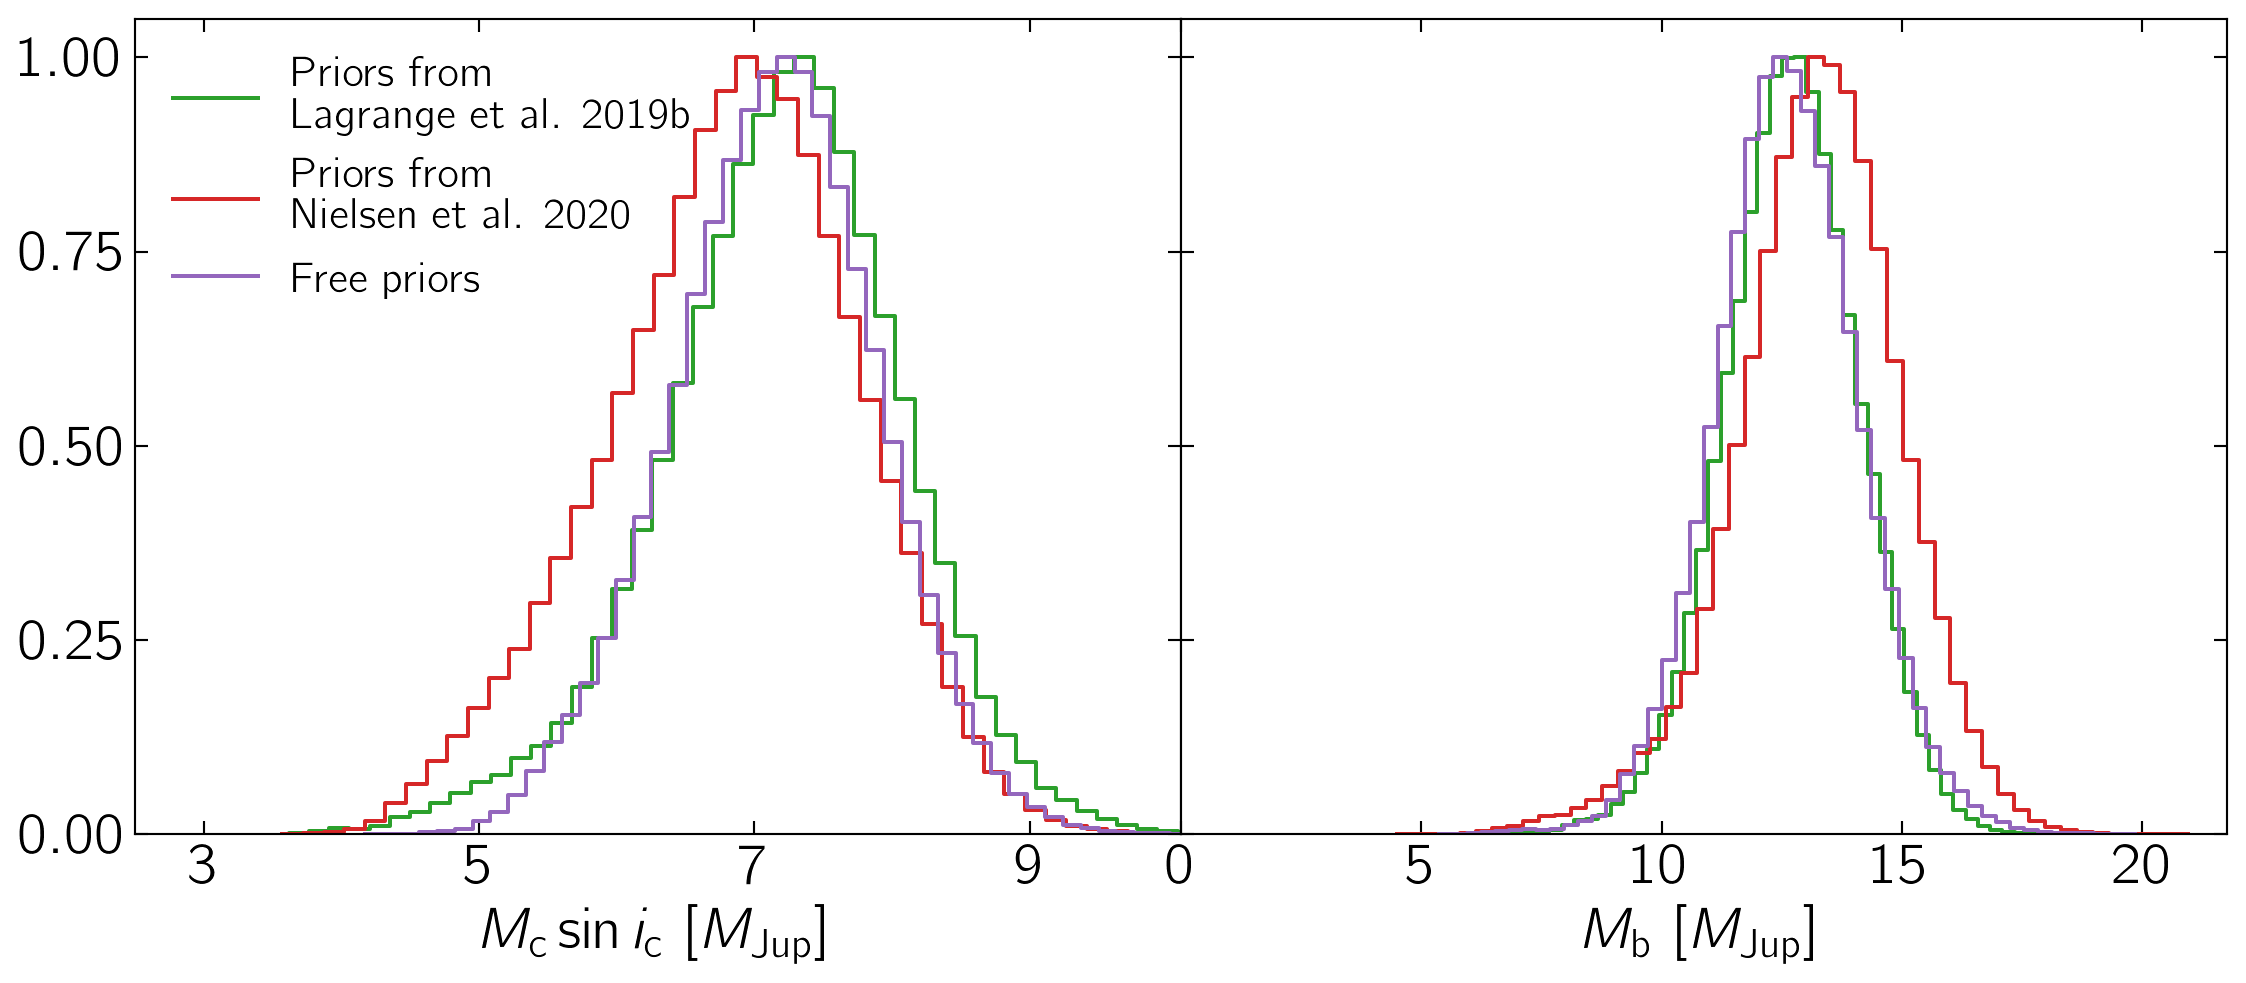 1.00
0.75
0.50
0.25
0.00
Priors from
Lagrange et al. 2019b
Priors from
Nielsen et al. 2020
Free priors
3 5 7 9 0 5 10 15 20
M_c sin i_c [M_Jup]
M_b [M_Jup]